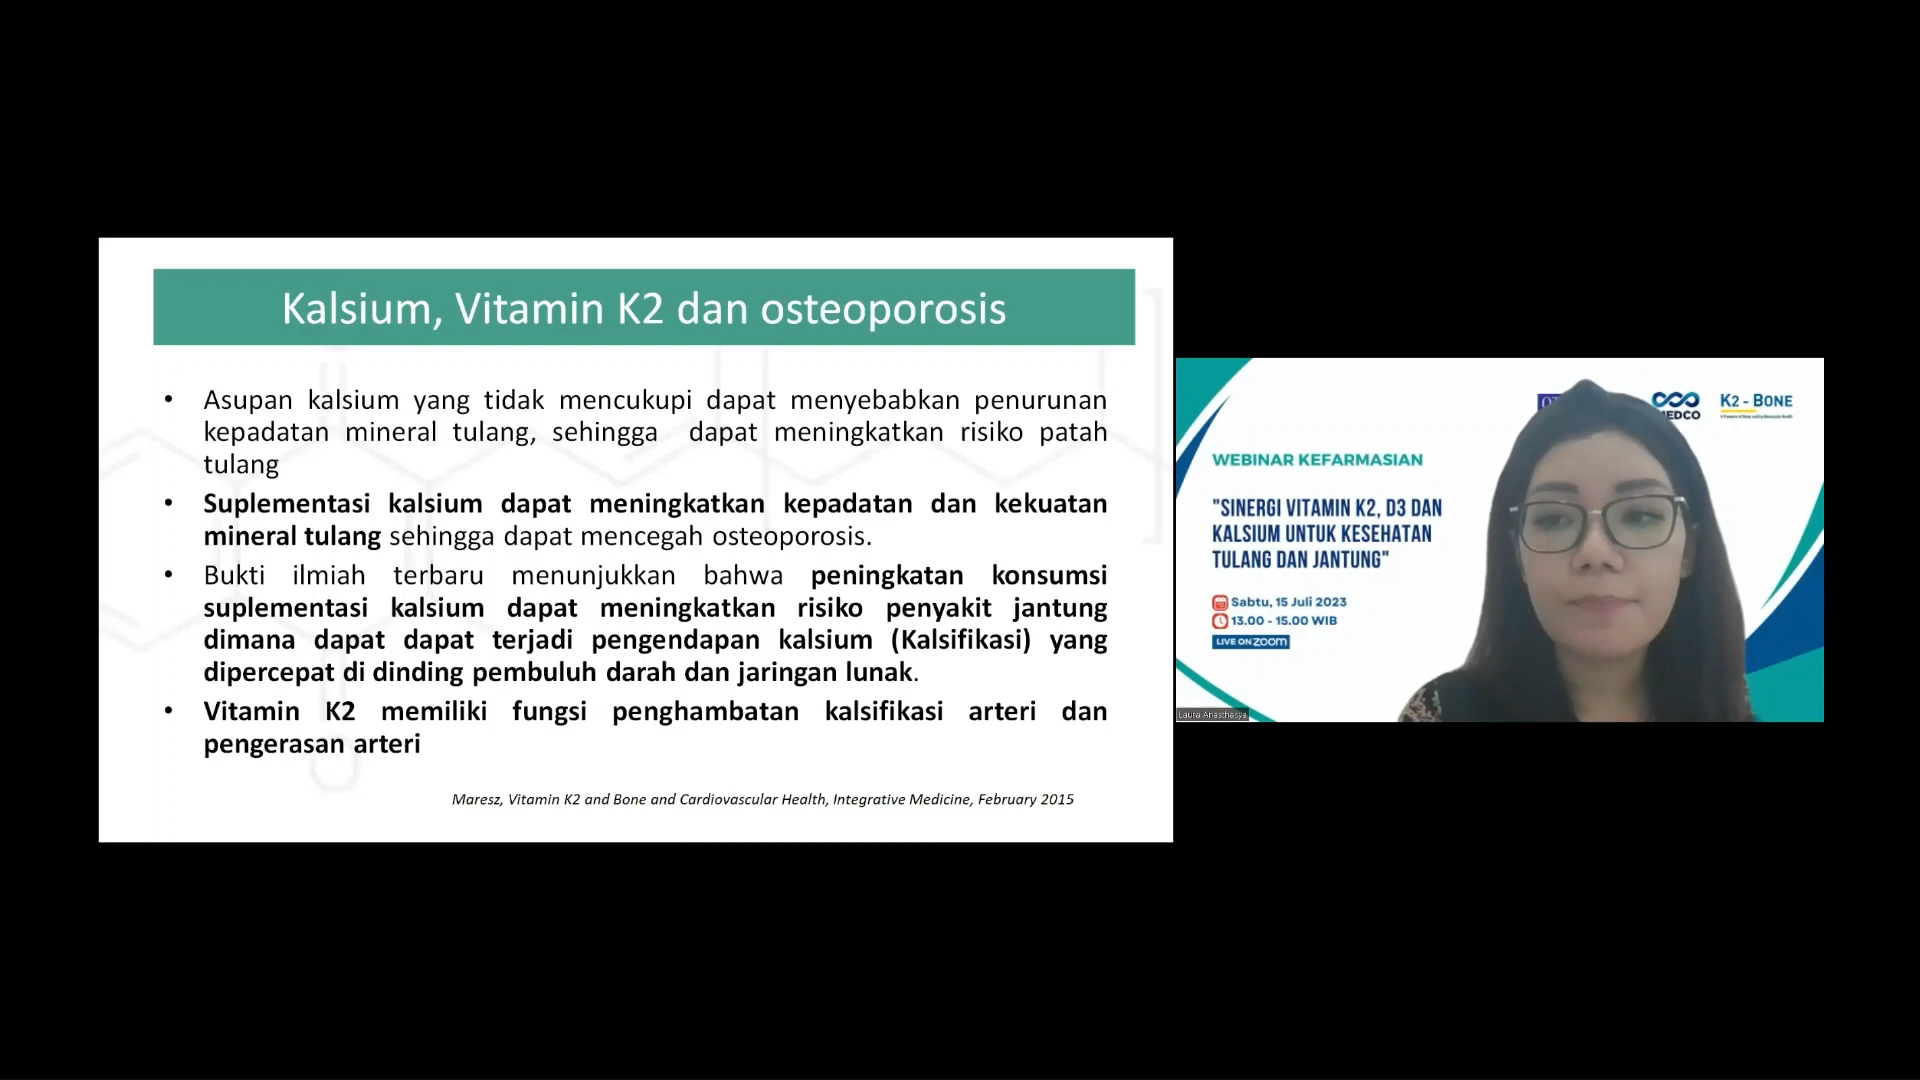 Kalsium, Vitamin K2 dan osteoporosis
• Asupan kalsium yang tidak mencukupi dapat menyebabkan penurunan
kepadatan mineral tulang, sehingga dapat meningkatkan risiko patah
tulang
• Suplementasi kalsium dapat meningkatkan kepadatan dan kekuatan
mineral tulang sehingga dapat mencegah osteoporosis.
• Bukti ilmiah terbaru menunjukkan bahwa peningkatan konsumsi
suplementasi kalsium dapat meningkatkan risiko penyakit jantung
dimana dapat dapat terjadi pengendapan kalsium (Kalsifikasi) yang
dipercepat di dinding pembuluh darah dan jaringan lunak.
• Vitamin K2 memiliki fungsi penghambatan kalsifikasi arteri dan
pengerasan arteri
Maresz, Vitamin K2 and Bone and Cardiovascular Health, Integrative Medicine, February 2015
K2 - BONE
WEBINAR KEFARMASIAN
"SINERGI VITAMIN K2, D3 DAN
KALSIUM UNTUK KESEHATAN
TULANG DAN JANTUNG"
Sabtu, 15 Juli 2023
13.00 - 15.00 WIB
LIVE ON ZOOM
Laura Anasthasya